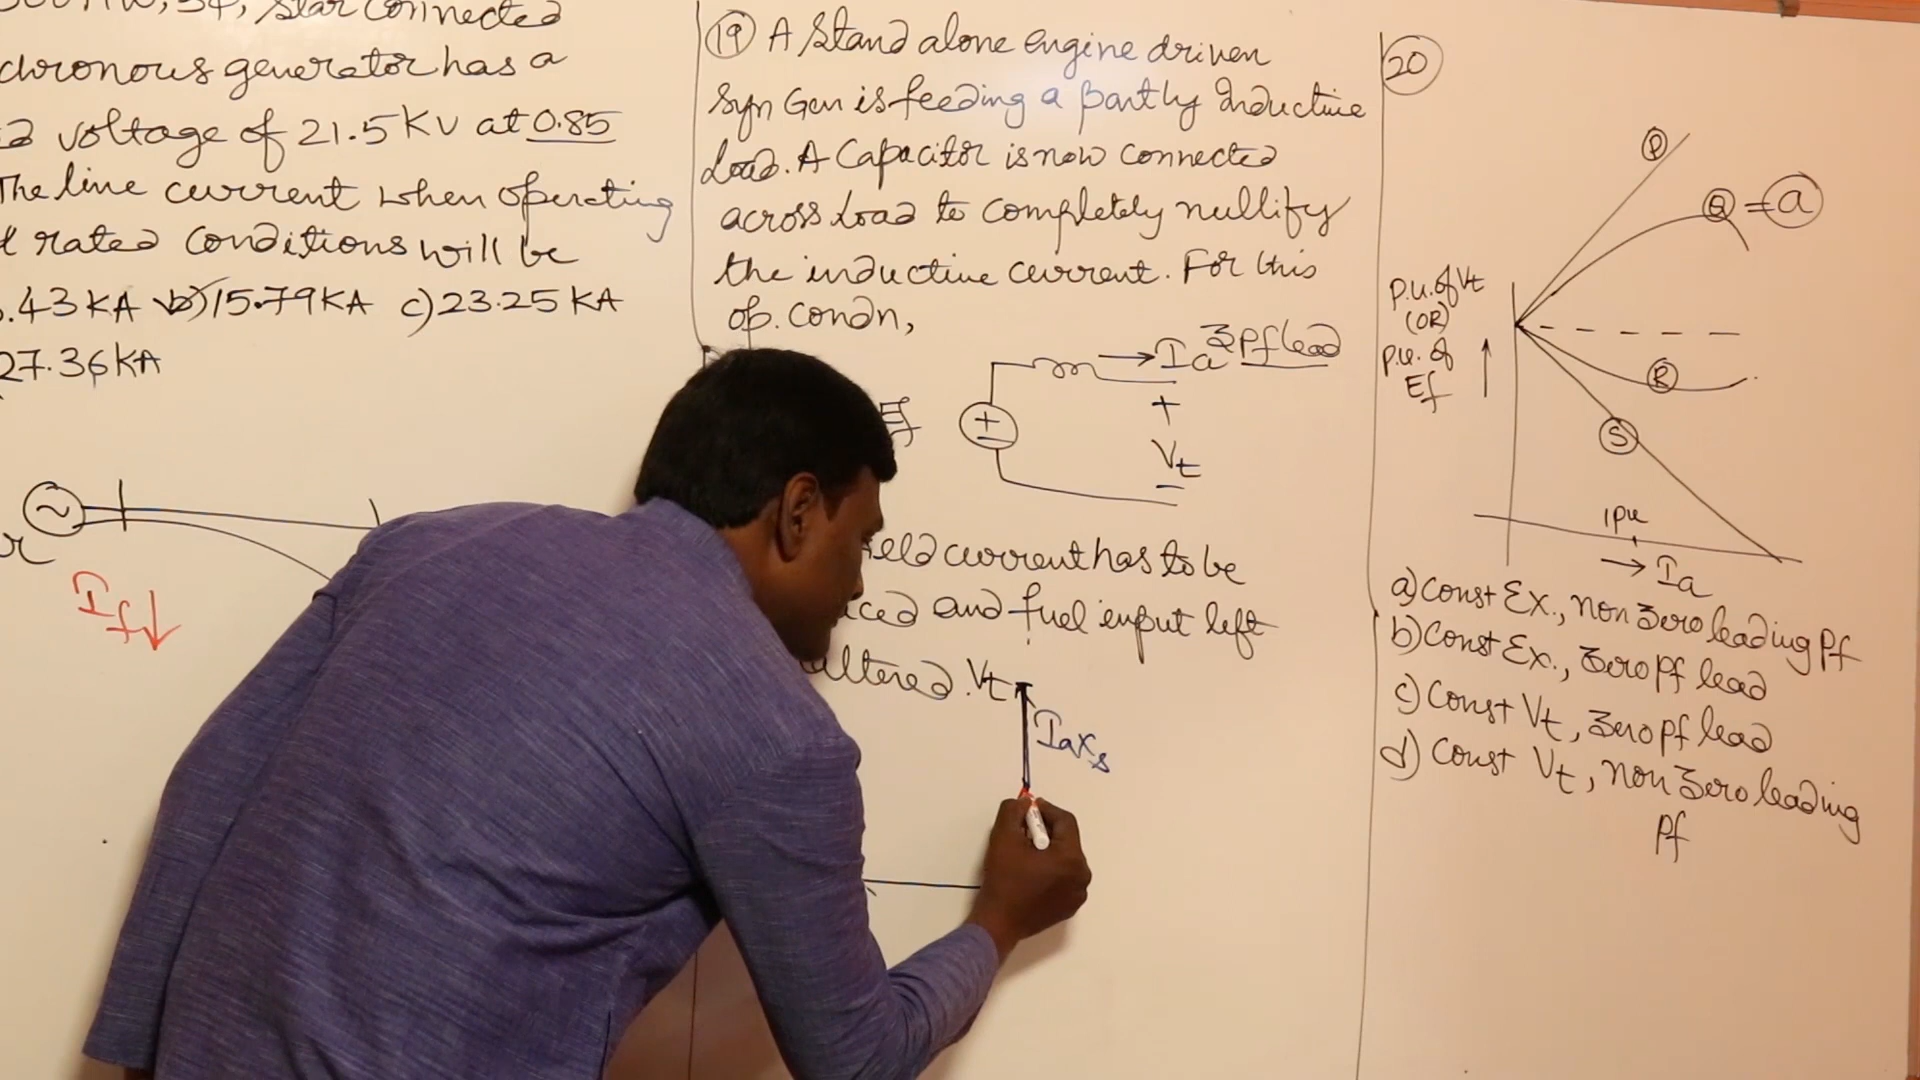 Star connected
chronous generator has a
voltage of 21.5 KV at 0.85
The line current when operating
rated conditions will be
.43 KA b) 15.79 KA c) 23.25 KA
27.36 KA
If↓
19 A Stand alone engine driven
Syn Gen is feeding a partly Inductive
Load. A Capacitor is now connected
across Load to completely nullify
the inductive current. For this
op. condn,
Ia
zero pf lead
Ef
+
−
+
Vt
−
eld current has to be
ced and fuel input left
altered. Vt
Iaxs
20
P
Q = a
p.u. of Vt
(OR)
p.u. of
Ef
R
S
1pu
→ Ia
a) Const Ex., non zero leading Pf
b) Const Ex., zero pf lead
c) Const Vt, zero pf lead
d) Const Vt, non zero leading
Pf